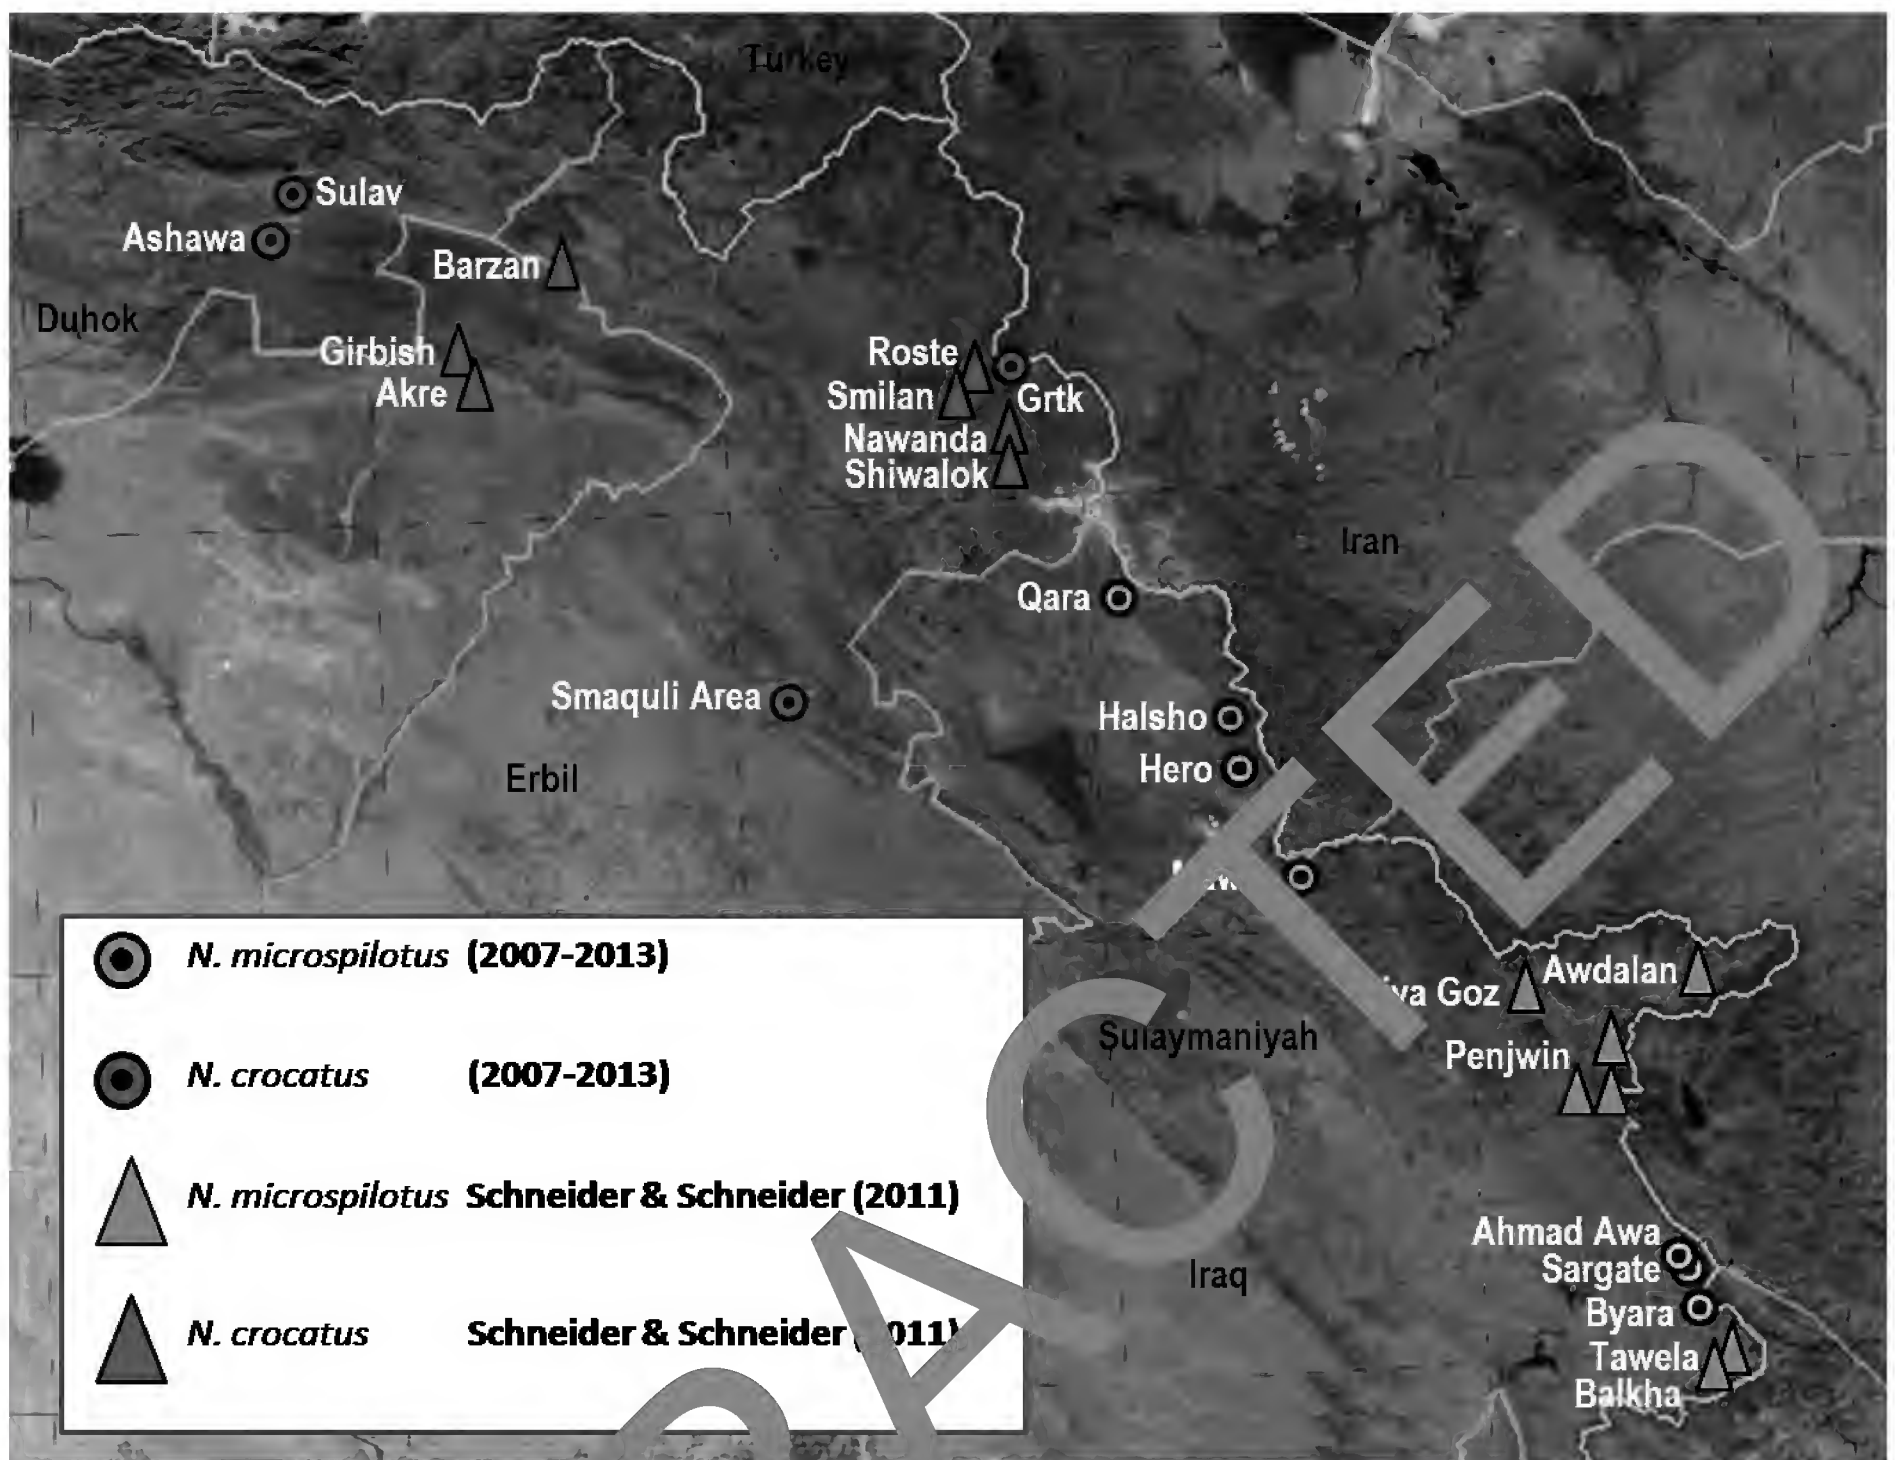 Turkey
Sulav
Ashawa
Barzan
Duhok
Girbish
Akre
Roste
Smilan
Grtk
Nawanda
Shiwalok
Iran
Qara
Smaquli Area
Halsho
Hero
Erbil
N. microspilotus (2007-2013)
N. crocatus (2007-2013)
N. microspilotus Schneider & Schneider (2011)
N. crocatus Schneider & Schneider
Awdalan
Goz
Sulaymaniyah
Penjwin
Ahmad Awa
Sargate
Iraq
Byara
Tawela
Balkha
ACTED